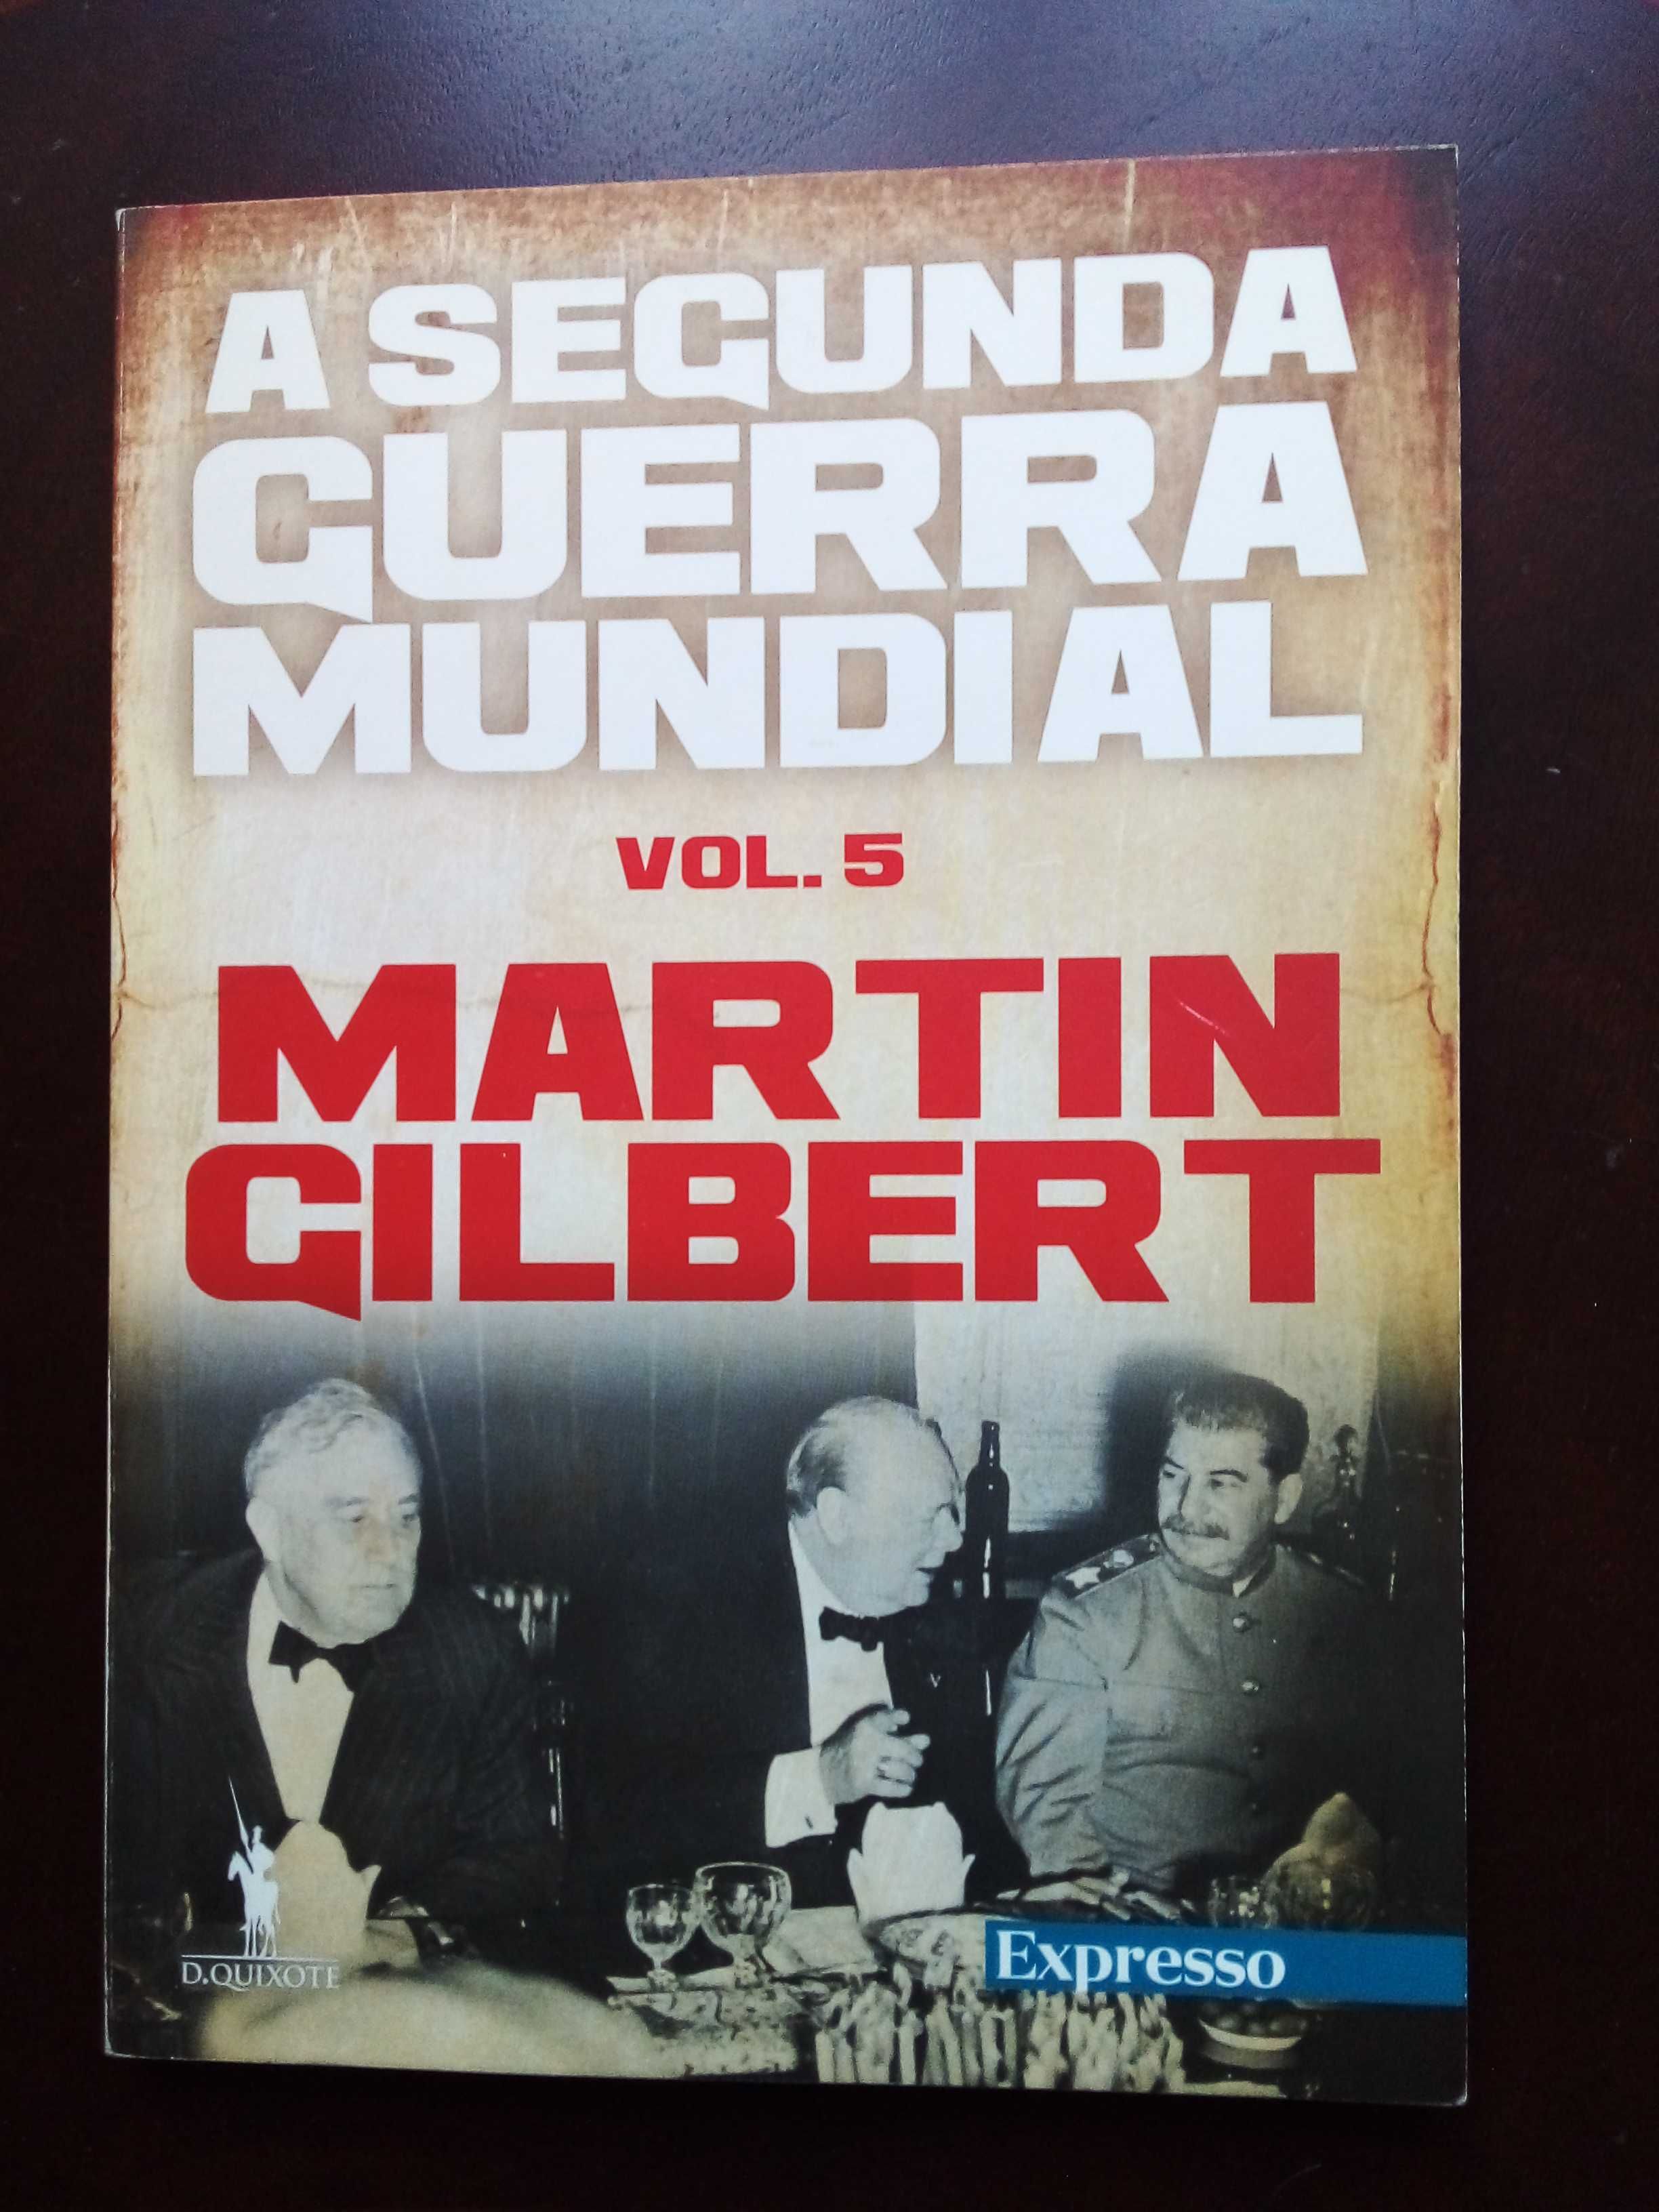 A SEGUNDA
GUERRA
MUNDIAL
VOL. 5
MARTIN
GILBERT
D.QUIXOTE
Expresso